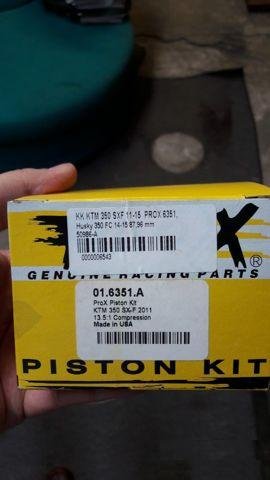 KK KTM 350 SXF 11-15 PROX 6351,
Husky 350 FC 14-15 87,96 mm
50986-A
0000006543
X
GENUINE RACING PARTS
01.6351.A
ProX Piston Kit
KTM 350 SX-F 2011
13.5:1 Compression
Made in USA
PISTON KIT